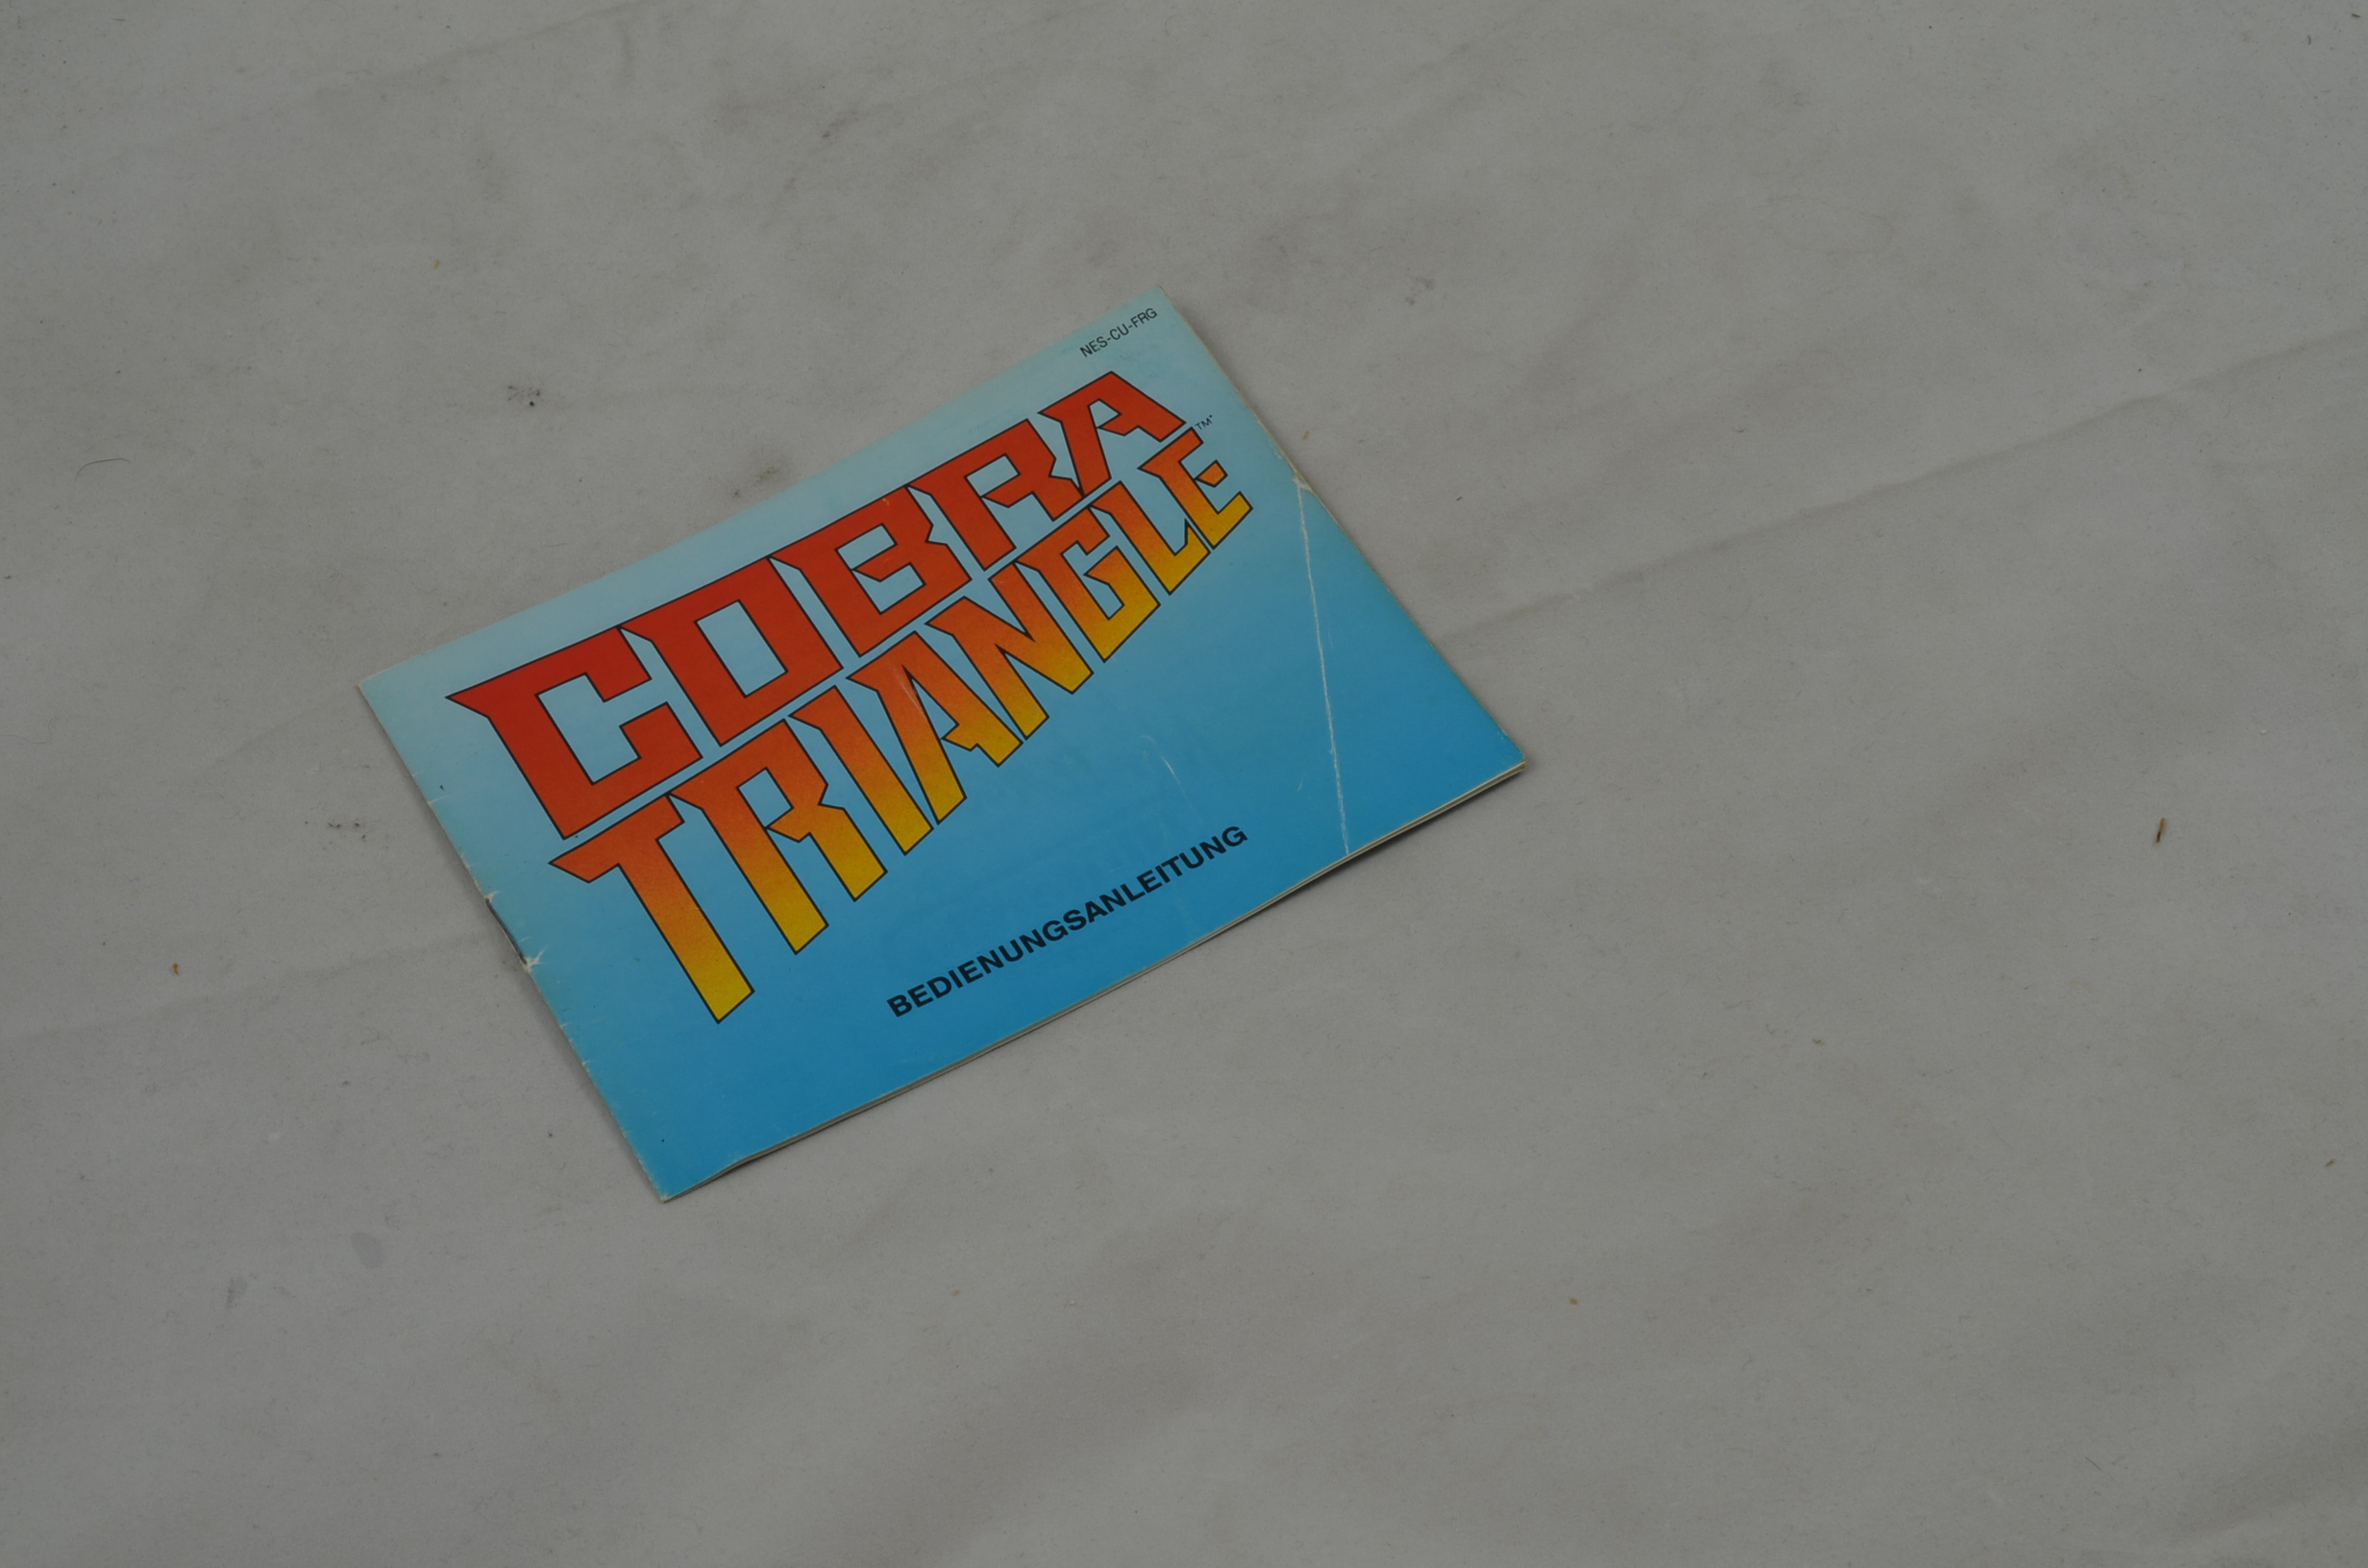 NES-CU-FRG
COBRA
TRIANGLE™
BEDIENUNGSANLEITUNG